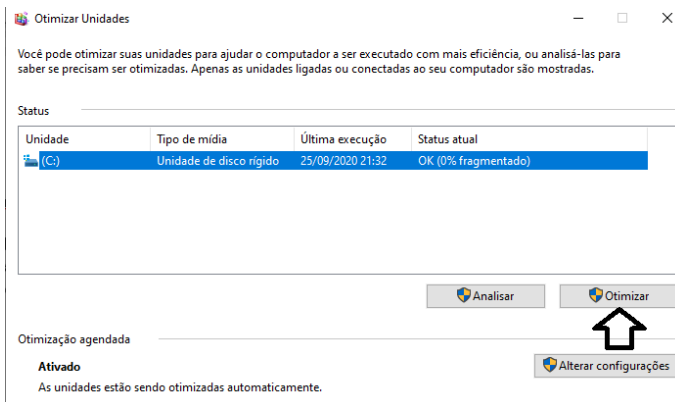 Otimizar Unidades
Você pode otimizar suas unidades para ajudar o computador a ser executado com mais eficiência, ou analisá-las para
saber se precisam ser otimizadas. Apenas as unidades ligadas ou conectadas ao seu computador são mostradas.
Status
Unidade Tipo de mídia Última execução Status atual
(C:) Unidade de disco rígido 25/09/2020 21:32 OK (0% fragmentado)
Analisar Otimizar
Otimização agendada
Ativado Alterar configurações
As unidades estão sendo otimizadas automaticamente.